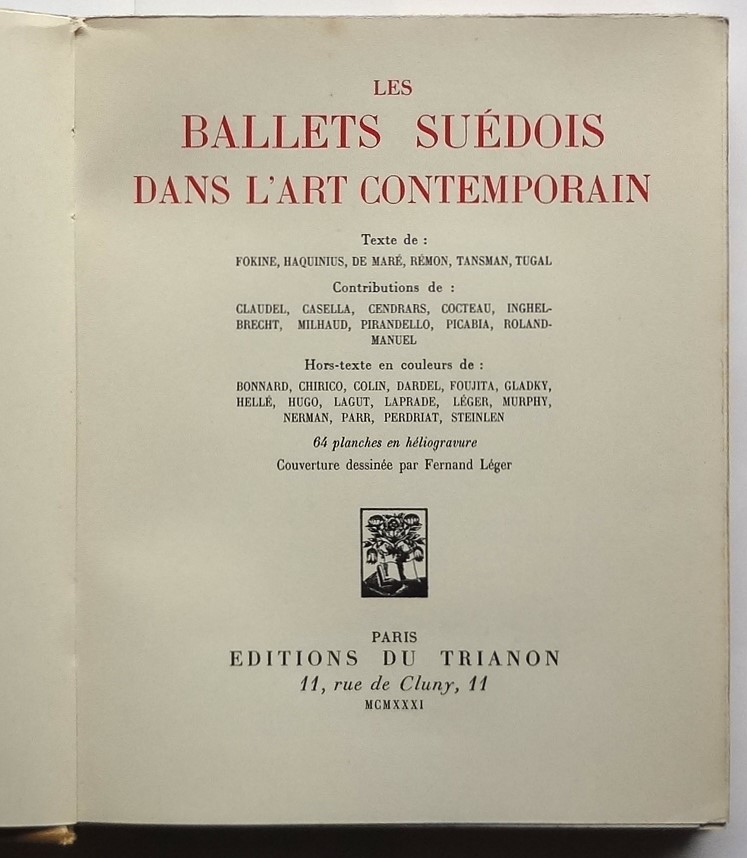 LES
BALLETS SUÉDOIS
DANS L'ART CONTEMPORAIN
Texte de :
FOKINE, HAQUINIUS, DE MARÉ, RÉMON, TANSMAN, TUGAL
Contributions de :
CLAUDEL, CASELLA, CENDRARS, COCTEAU, INGHEL-
BRECHT, MILHAUD, PIRANDELLO, PICABIA, ROLAND-
MANUEL
Hors-texte en couleurs de :
BONNARD, CHIRICO, COLIN, DARDEL, FOUJITA, GLADKY,
HELLÉ, HUGO, LAGUT, LAPRADE, LÉGER, MURPHY,
NERMAN, PARR, PERDRIAT, STEINLEN
64 planches en héliogravure
Couverture dessinée par Fernand Léger
PARIS
EDITIONS DU TRIANON
11, rue de Cluny, 11
MCMXXXI